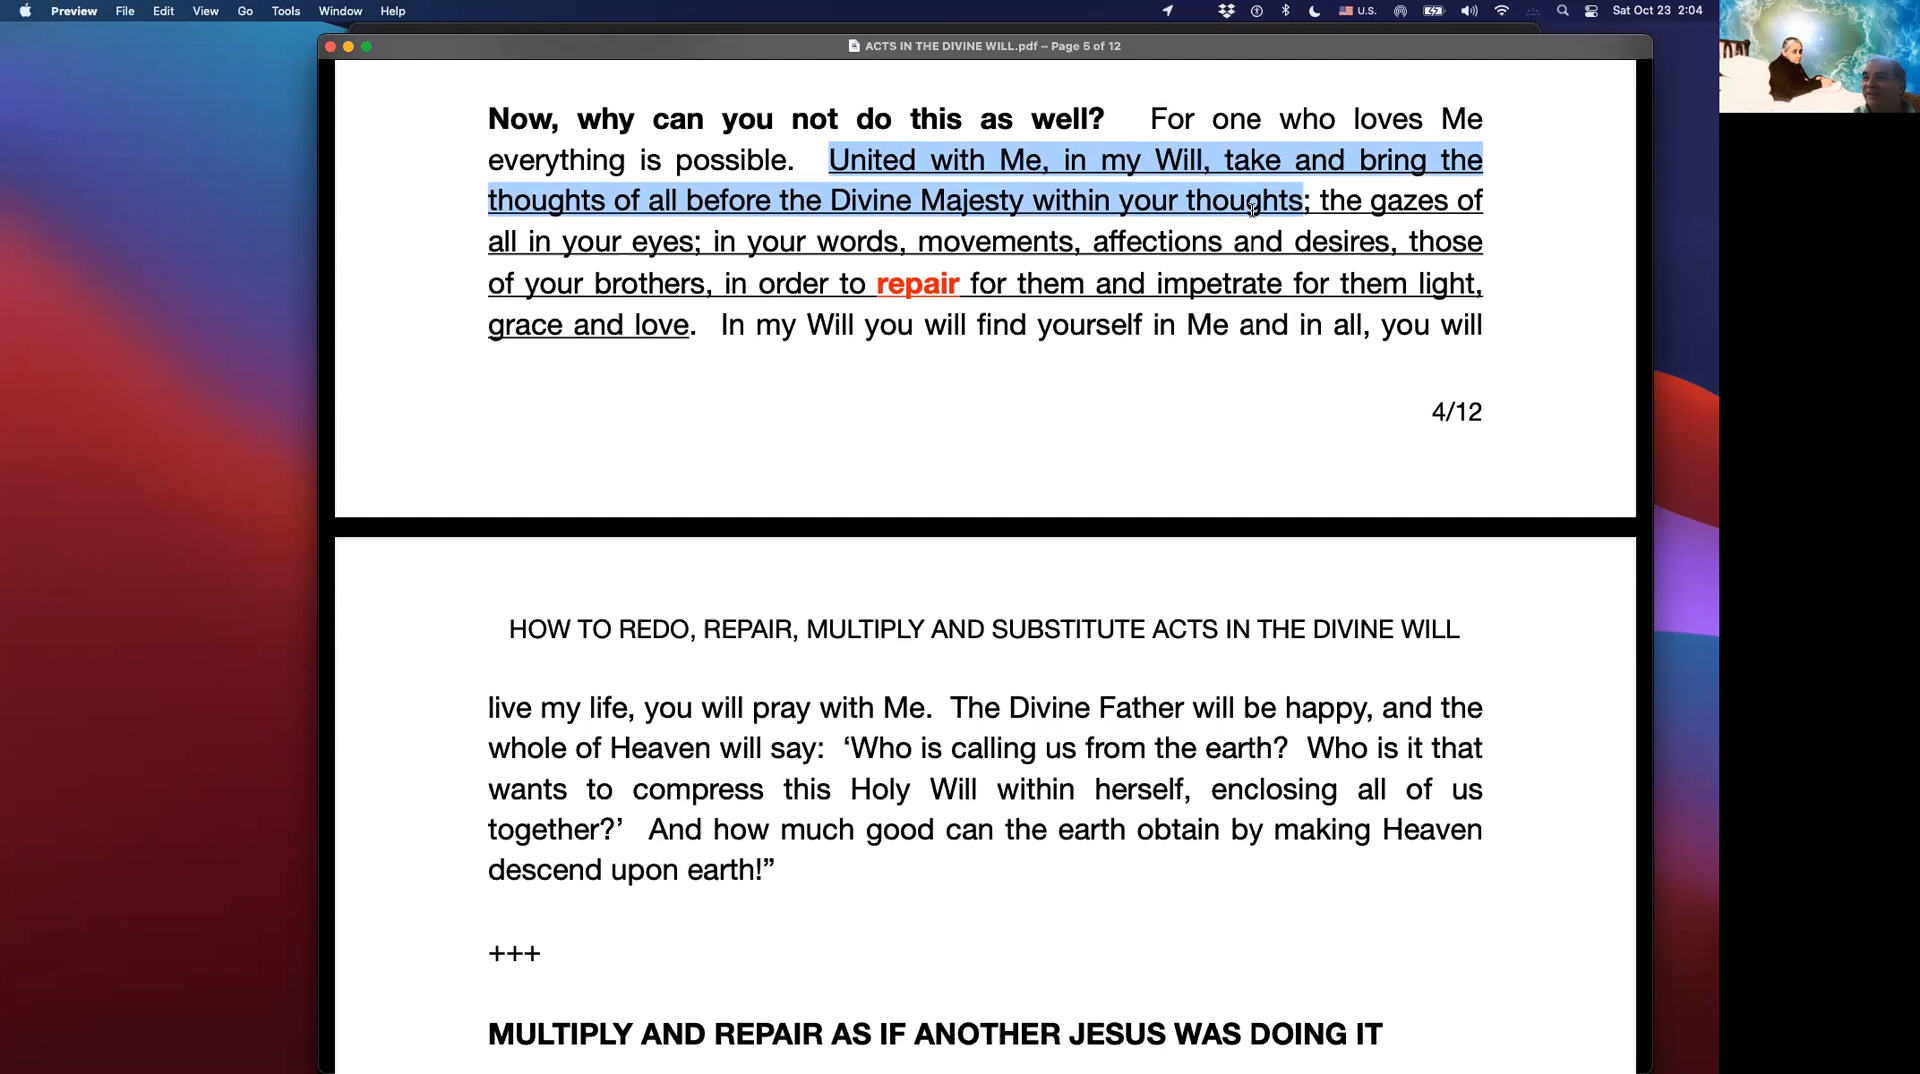 Preview File Edit View Go Tools Window Help U.S. Sat Oct 23 2:04
ACTS IN THE DIVINE WILL.pdf – Page 5 of 12
Now, why can you not do this as well? For one who loves Me
everything is possible. United with Me, in my Will, take and bring the
thoughts of all before the Divine Majesty within your thoughts; the gazes of
all in your eyes; in your words, movements, affections and desires, those
of your brothers, in order to repair for them and impetrate for them light,
grace and love. In my Will you will find yourself in Me and in all, you will
4/12
HOW TO REDO, REPAIR, MULTIPLY AND SUBSTITUTE ACTS IN THE DIVINE WILL
live my life, you will pray with Me. The Divine Father will be happy, and the
whole of Heaven will say: ‘Who is calling us from the earth? Who is it that
wants to compress this Holy Will within herself, enclosing all of us
together?’ And how much good can the earth obtain by making Heaven
descend upon earth!”
+++
MULTIPLY AND REPAIR AS IF ANOTHER JESUS WAS DOING IT